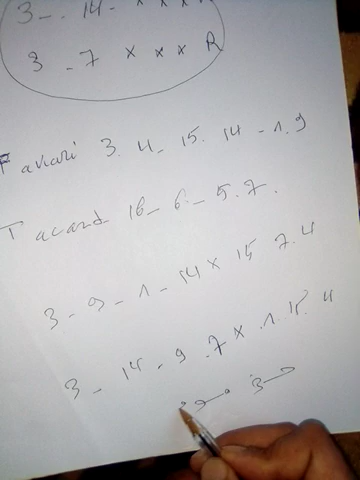 3 - 14 - x x x R
3 - 7 x x x R
Favari 3. 4 - 15. 14 - 1. 9
Tacard 16 - 6 - 5. 7.
3 - 9 - 1 - 14 x 15 7. 4
3 - 14 - 9. 7 x . 1. 15. 4